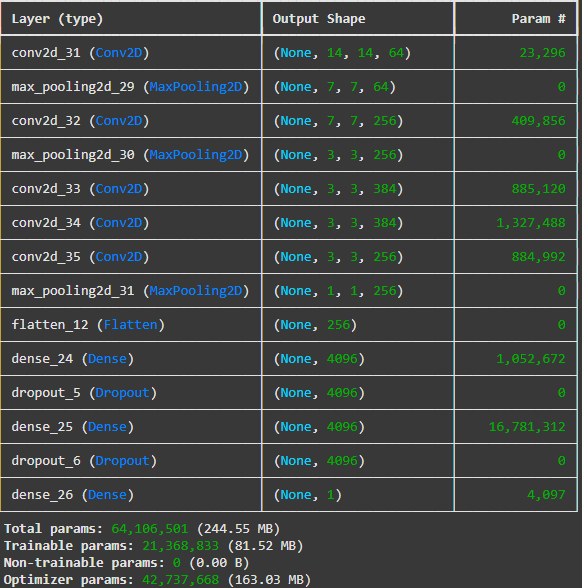 Layer (type) Output Shape Param #
conv2d_31 (Conv2D) (None, 14, 14, 64) 23,296
max_pooling2d_29 (MaxPooling2D) (None, 7, 7, 64) 0
conv2d_32 (Conv2D) (None, 7, 7, 256) 409,856
max_pooling2d_30 (MaxPooling2D) (None, 3, 3, 256) 0
conv2d_33 (Conv2D) (None, 3, 3, 384) 885,120
conv2d_34 (Conv2D) (None, 3, 3, 384) 1,327,488
conv2d_35 (Conv2D) (None, 3, 3, 256) 884,992
max_pooling2d_31 (MaxPooling2D) (None, 1, 1, 256) 0
flatten_12 (Flatten) (None, 256) 0
dense_24 (Dense) (None, 4096) 1,052,672
dropout_5 (Dropout) (None, 4096) 0
dense_25 (Dense) (None, 4096) 16,781,312
dropout_6 (Dropout) (None, 4096) 0
dense_26 (Dense) (None, 1) 4,097
Total params: 64,106,501 (244.55 MB)
Trainable params: 21,368,833 (81.52 MB)
Non-trainable params: 0 (0.00 B)
Optimizer params: 42,737,668 (163.03 MB)